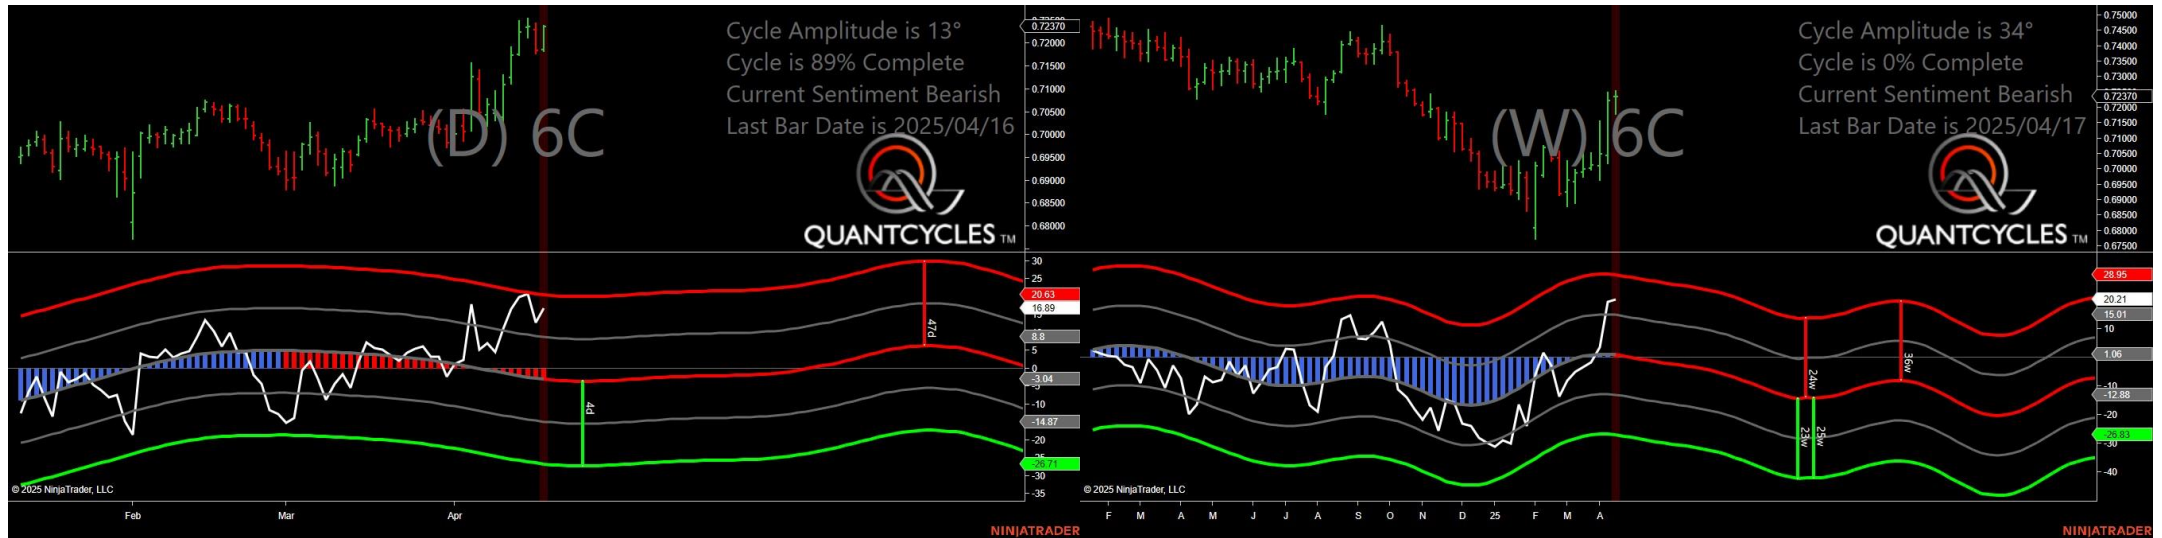 Cycle Amplitude is 13°
Cycle is 89% Complete
Current Sentiment Bearish
Last Bar Date is 2025/04/16
(D) 6C
QUANTCYCLES TM
0.72370
0.72000
0.71500
0.71000
0.70500
0.70000
0.69500
0.69000
0.68500
0.68000
30
25
20.63
16.89
8.8
5
0
-3.04
-10
-14.87
-20
-26.71
-30
-35
47d
4d
© 2025 NinjaTrader, LLC
Feb Mar Apr
NINJATRADER
Cycle Amplitude is 34°
Cycle is 0% Complete
Current Sentiment Bearish
Last Bar Date is 2025/04/17
(W) 6C
QUANTCYCLES TM
0.75000
0.74500
0.74000
0.73500
0.73000
0.72370
0.72000
0.71500
0.71000
0.70500
0.70000
0.69500
0.69000
0.68500
0.68000
0.67500
28.95
20.21
15.01
10
1.06
-10
-12.88
-20
-26.83
-30
-40
24w
36w
23w
25w
© 2025 NinjaTrader, LLC
F M A M J J A S O N D 25 F M A
NINJATRADER